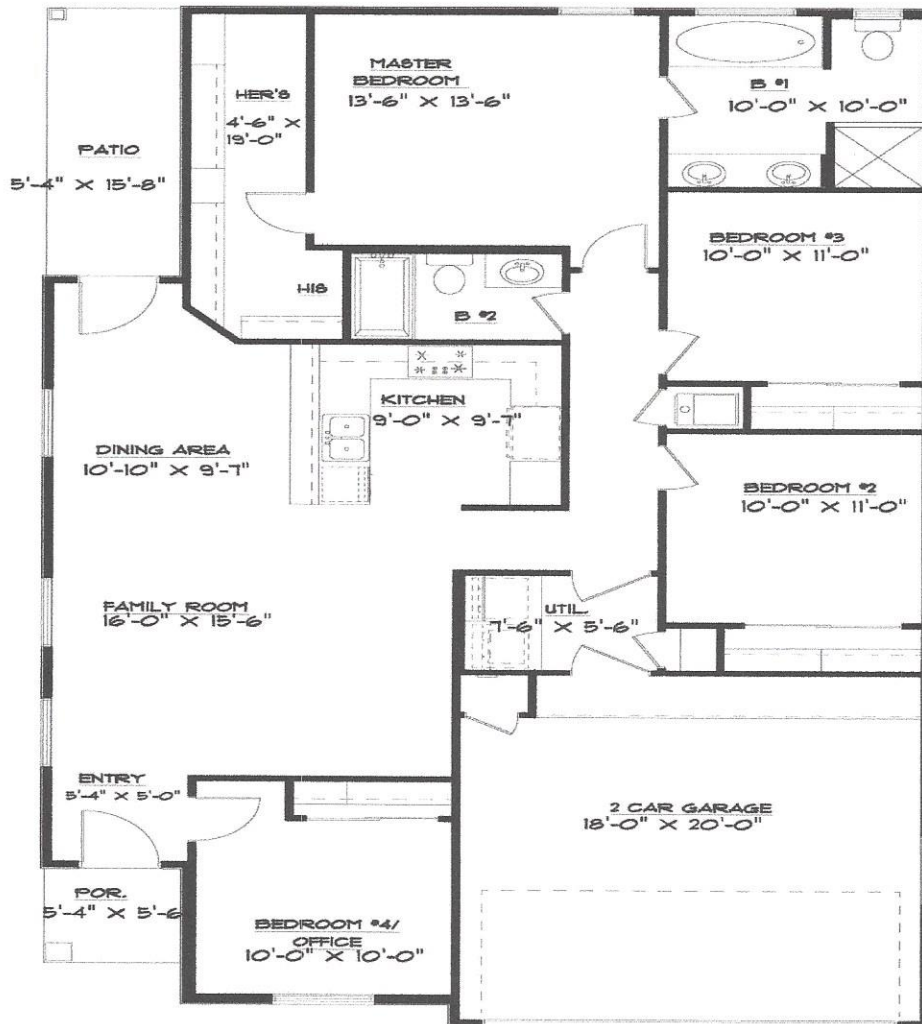 MASTER
BEDROOM
13'-6" X 13'-6"
HER'S
4'-6" X
19'-0"
B #1
10'-0" X 10'-0"
PATIO
5'-4" X 15'-8"
BEDROOM #3
10'-0" X 11'-0"
HIS
B #2
KITCHEN
9'-0" X 9'-7"
C
DINING AREA
10'-10" X 9'-7"
BEDROOM #2
10'-0" X 11'-0"
FAMILY ROOM
16'-0" X 15'-6"
UTIL.
7'-6" X 5'-6"
ENTRY
5'-4" X 5'-0"
2 CAR GARAGE
18'-0" X 20'-0"
POR.
5'-4" X 5'-6
BEDROOM #4/
OFFICE
10'-0" X 10'-0"